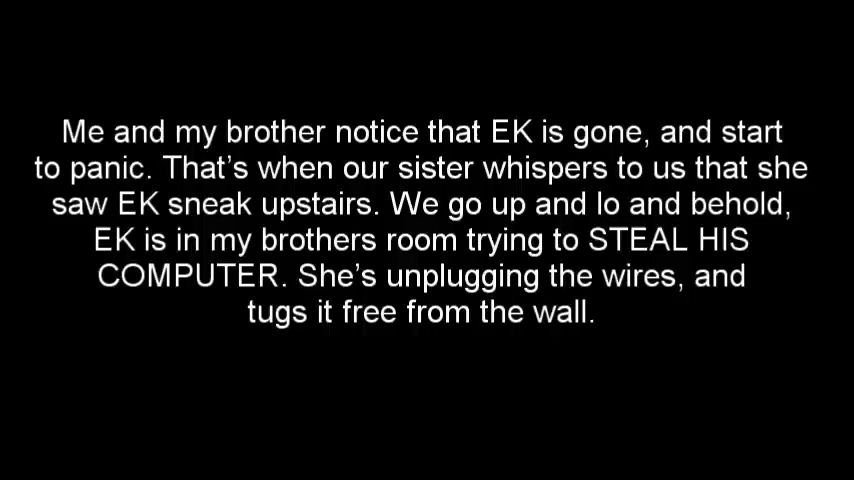 Me and my brother notice that EK is gone, and start
to panic. That’s when our sister whispers to us that she
saw EK sneak upstairs. We go up and lo and behold,
EK is in my brothers room trying to STEAL HIS
COMPUTER. She’s unplugging the wires, and
tugs it free from the wall.